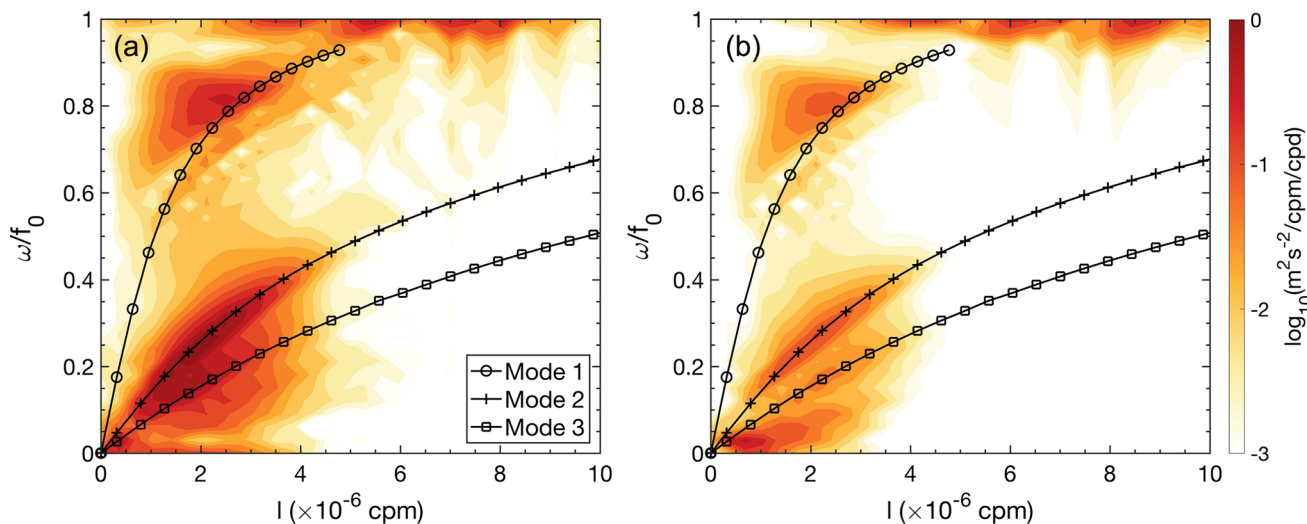 (a)
1
0.8
0.6
0.4
0.2
0
ω/f₀
0 2 4 6 8 10
l (×10⁻⁶ cpm)
Mode 1
Mode 2
Mode 3
(b)
1
0.8
0.6
0.4
0.2
0
ω/f₀
0 2 4 6 8 10
l (×10⁻⁶ cpm)
0
-1
-2
-3
log₁₀(m²s⁻²/cpm/cpd)